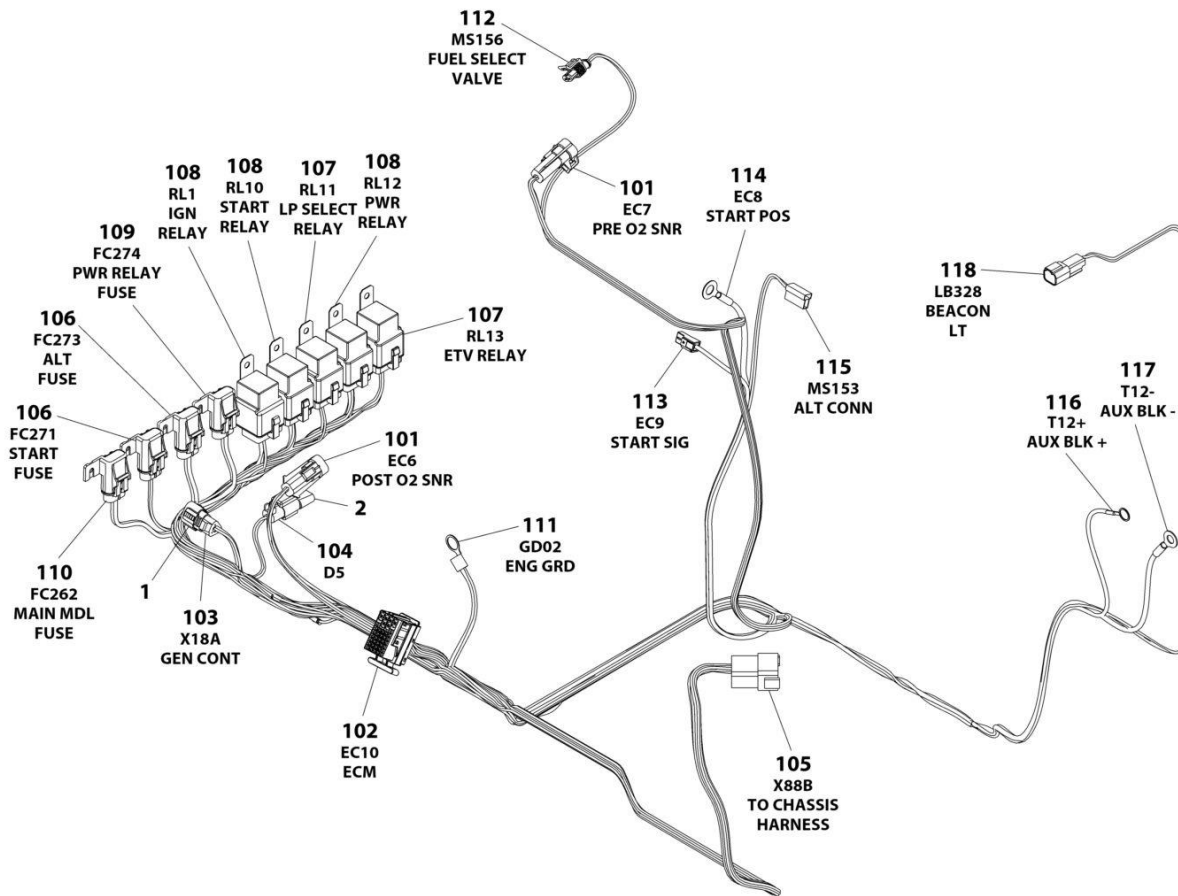 112
MS156
FUEL SELECT
VALVE
108
RL1
IGN
RELAY
108
RL10
START
RELAY
107
RL11
LP SELECT
RELAY
108
RL12
PWR
RELAY
101
EC7
PRE O2 SNR
114
EC8
START POS
109
FC274
PWR RELAY
FUSE
118
LB328
BEACON
LT
106
FC273
ALT
FUSE
107
RL13
ETV RELAY
115
MS153
ALT CONN
117
T12-
AUX BLK -
116
T12+
AUX BLK +
113
EC9
START SIG
106
FC271
START
FUSE
101
EC6
POST O2 SNR
2
111
GD02
ENG GRD
104
D5
110
FC262
MAIN MDL
FUSE
1
103
X18A
GEN CONT
102
EC10
ECM
105
X88B
TO CHASSIS
HARNESS